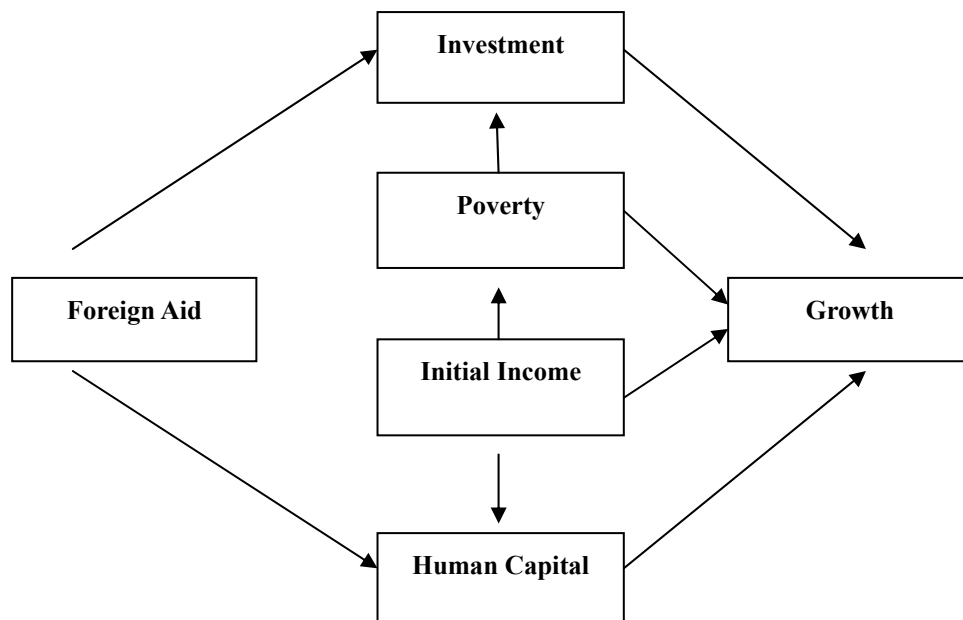 Investment
Poverty
Foreign Aid
Growth
Initial Income
Human Capital